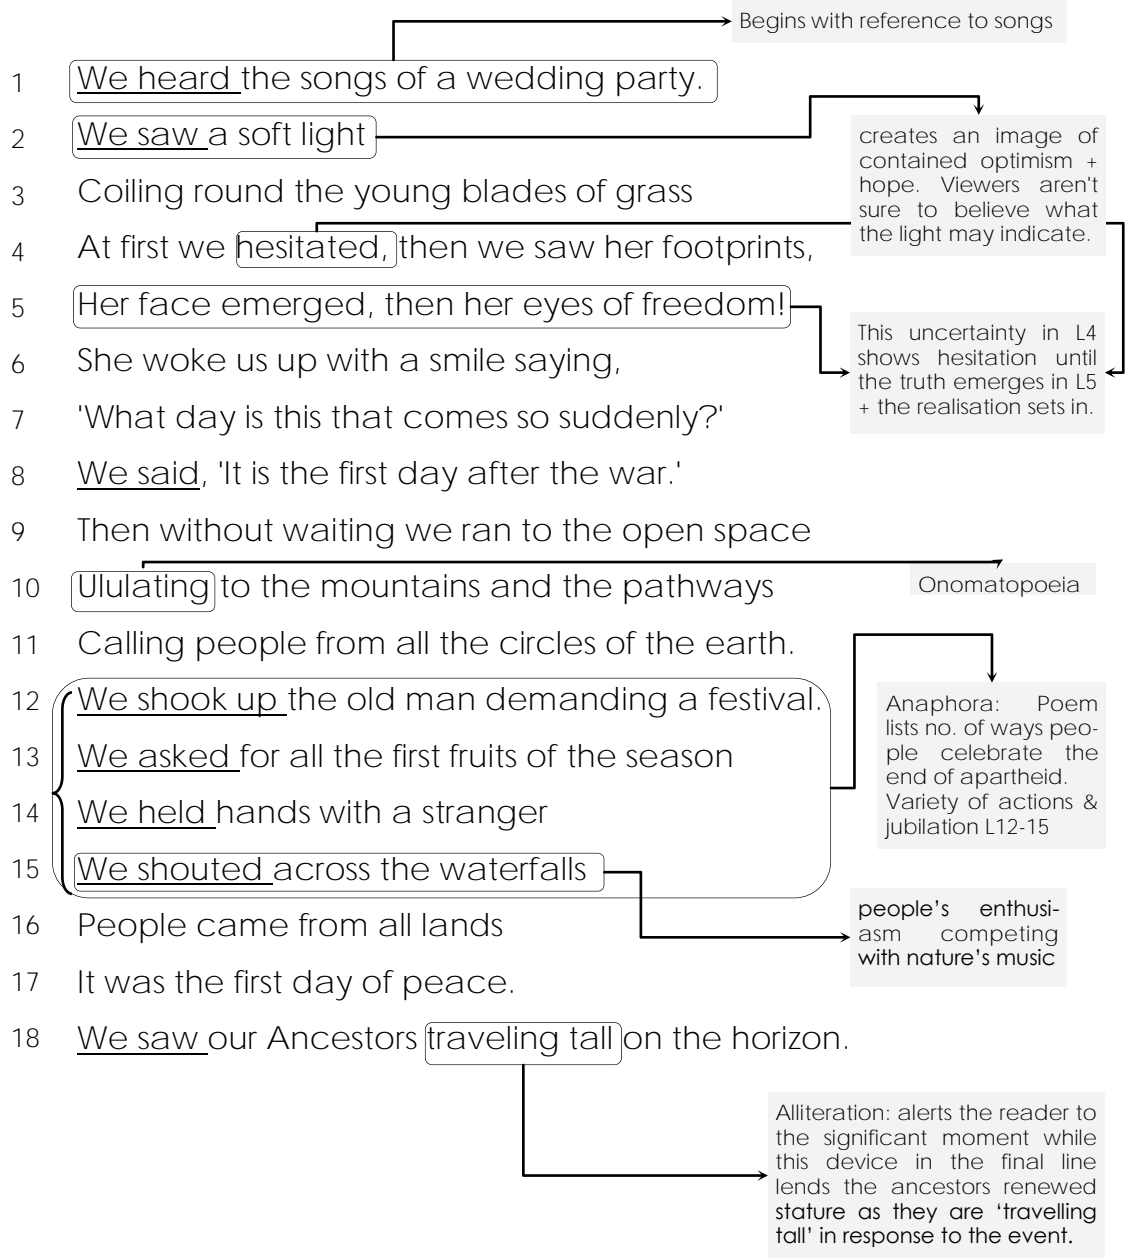 Begins with reference to songs
1 We heard the songs of a wedding party.
2 We saw a soft light
creates an image of
contained optimism +
hope. Viewers aren't
sure to believe what
the light may indicate.
3 Coiling round the young blades of grass
4 At first we hesitated, then we saw her footprints,
5 Her face emerged, then her eyes of freedom!
This uncertainty in L4
shows hesitation until
the truth emerges in L5
+ the realisation sets in.
6 She woke us up with a smile saying,
7 'What day is this that comes so suddenly?'
8 We said, 'It is the first day after the war.'
9 Then without waiting we ran to the open space
10 Ululating to the mountains and the pathways
Onomatopoeia
11 Calling people from all the circles of the earth.
12 We shook up the old man demanding a festival.
13 We asked for all the first fruits of the season
14 We held hands with a stranger
15 We shouted across the waterfalls
Anaphora: Poem
lists no. of ways peo-
ple celebrate the
end of apartheid.
Variety of actions &
jubilation L12-15
people’s enthusi-
asm competing
with nature’s music
16 People came from all lands
17 It was the first day of peace.
18 We saw our Ancestors traveling tall on the horizon.
Alliteration: alerts the reader to
the significant moment while
this device in the final line
lends the ancestors renewed
stature as they are ‘travelling
tall’ in response to the event.